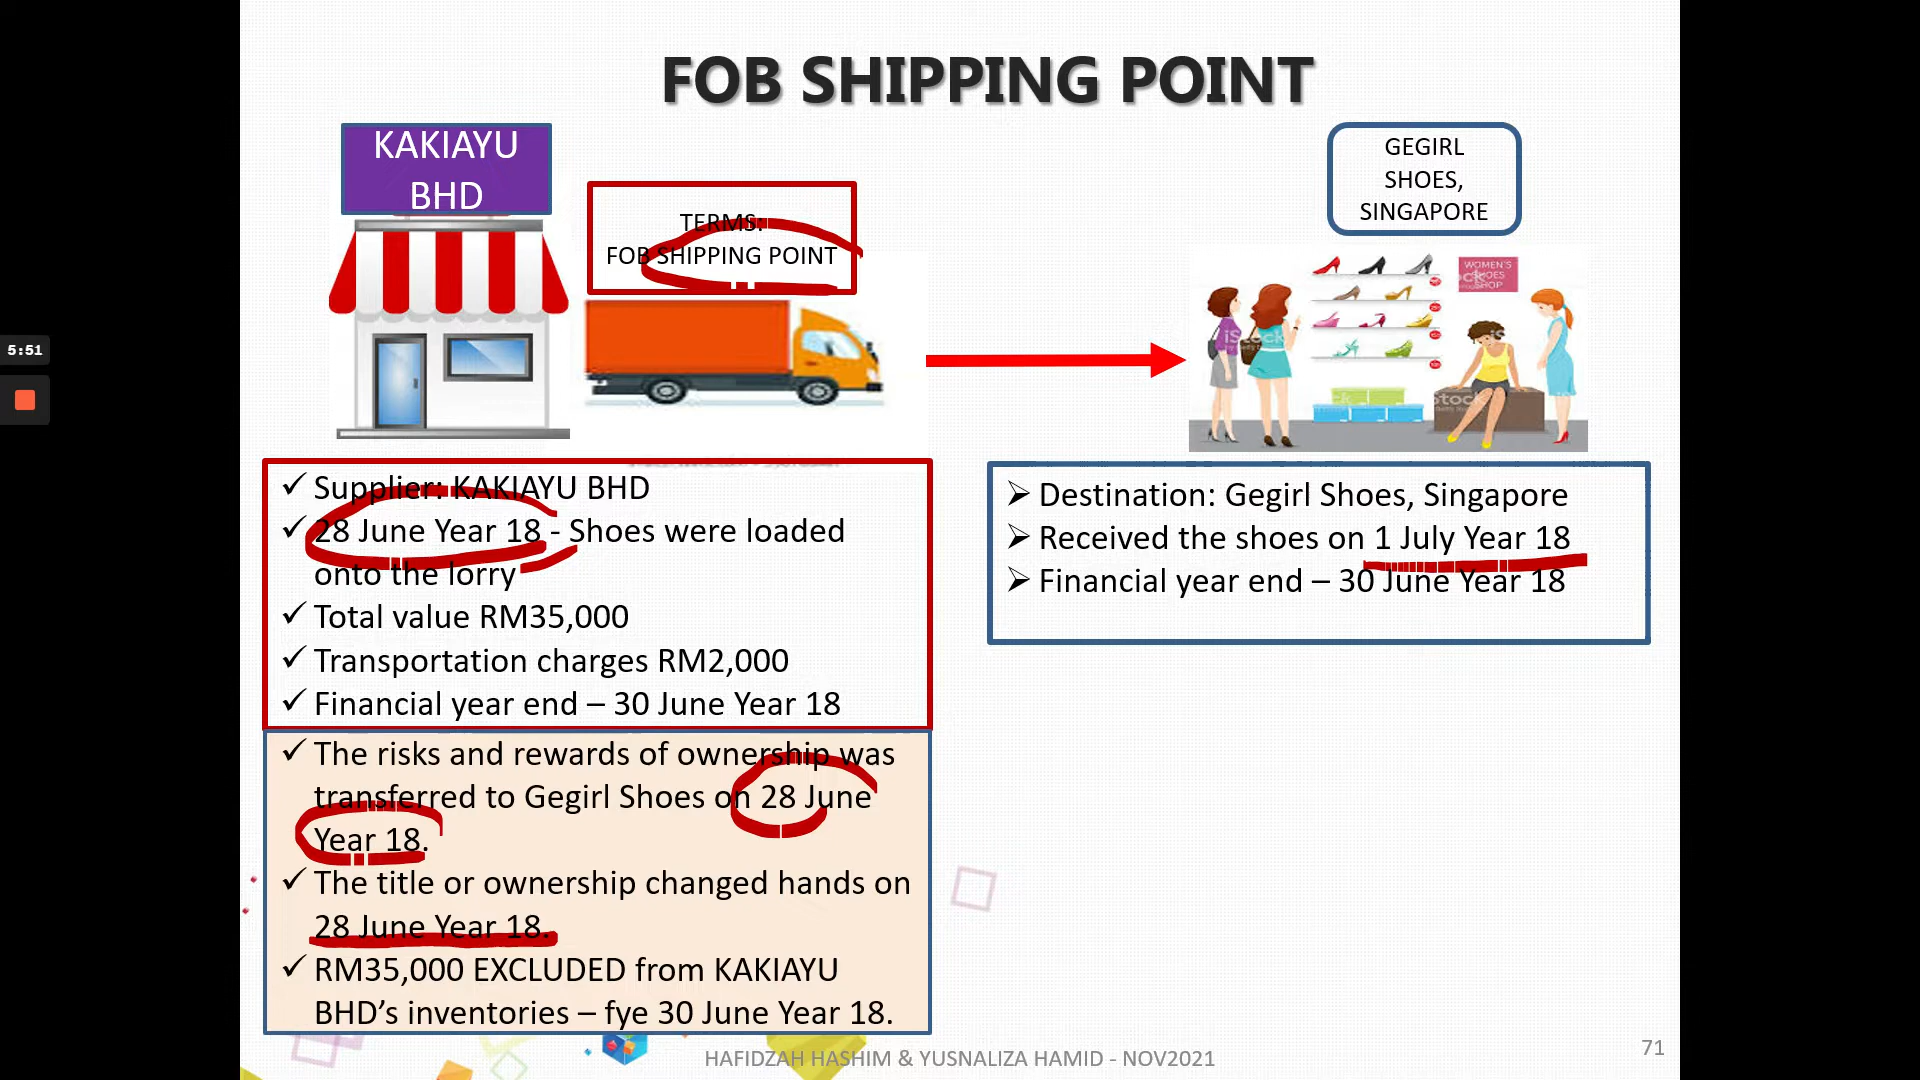 FOB SHIPPING POINT
KAKIAYU
BHD
TERMS:
FOB SHIPPING POINT
GEGIRL
SHOES,
SINGAPORE
WOMEN'S
SHOES
SHOP
iStock
5:51
✓ Supplier: KAKIAYU BHD
✓ 28 June Year 18 - Shoes were loaded
onto the lorry
✓ Total value RM35,000
✓ Transportation charges RM2,000
✓ Financial year end – 30 June Year 18
✓ The risks and rewards of ownership was
transferred to Gegirl Shoes on 28 June
Year 18.
✓ The title or ownership changed hands on
28 June Year 18.
✓ RM35,000 EXCLUDED from KAKIAYU
BHD’s inventories – fye 30 June Year 18.
➢ Destination: Gegirl Shoes, Singapore
➢ Received the shoes on 1 July Year 18
➢ Financial year end – 30 June Year 18
HAFIDZAH HASHIM & YUSNALIZA HAMID - NOV2021
71